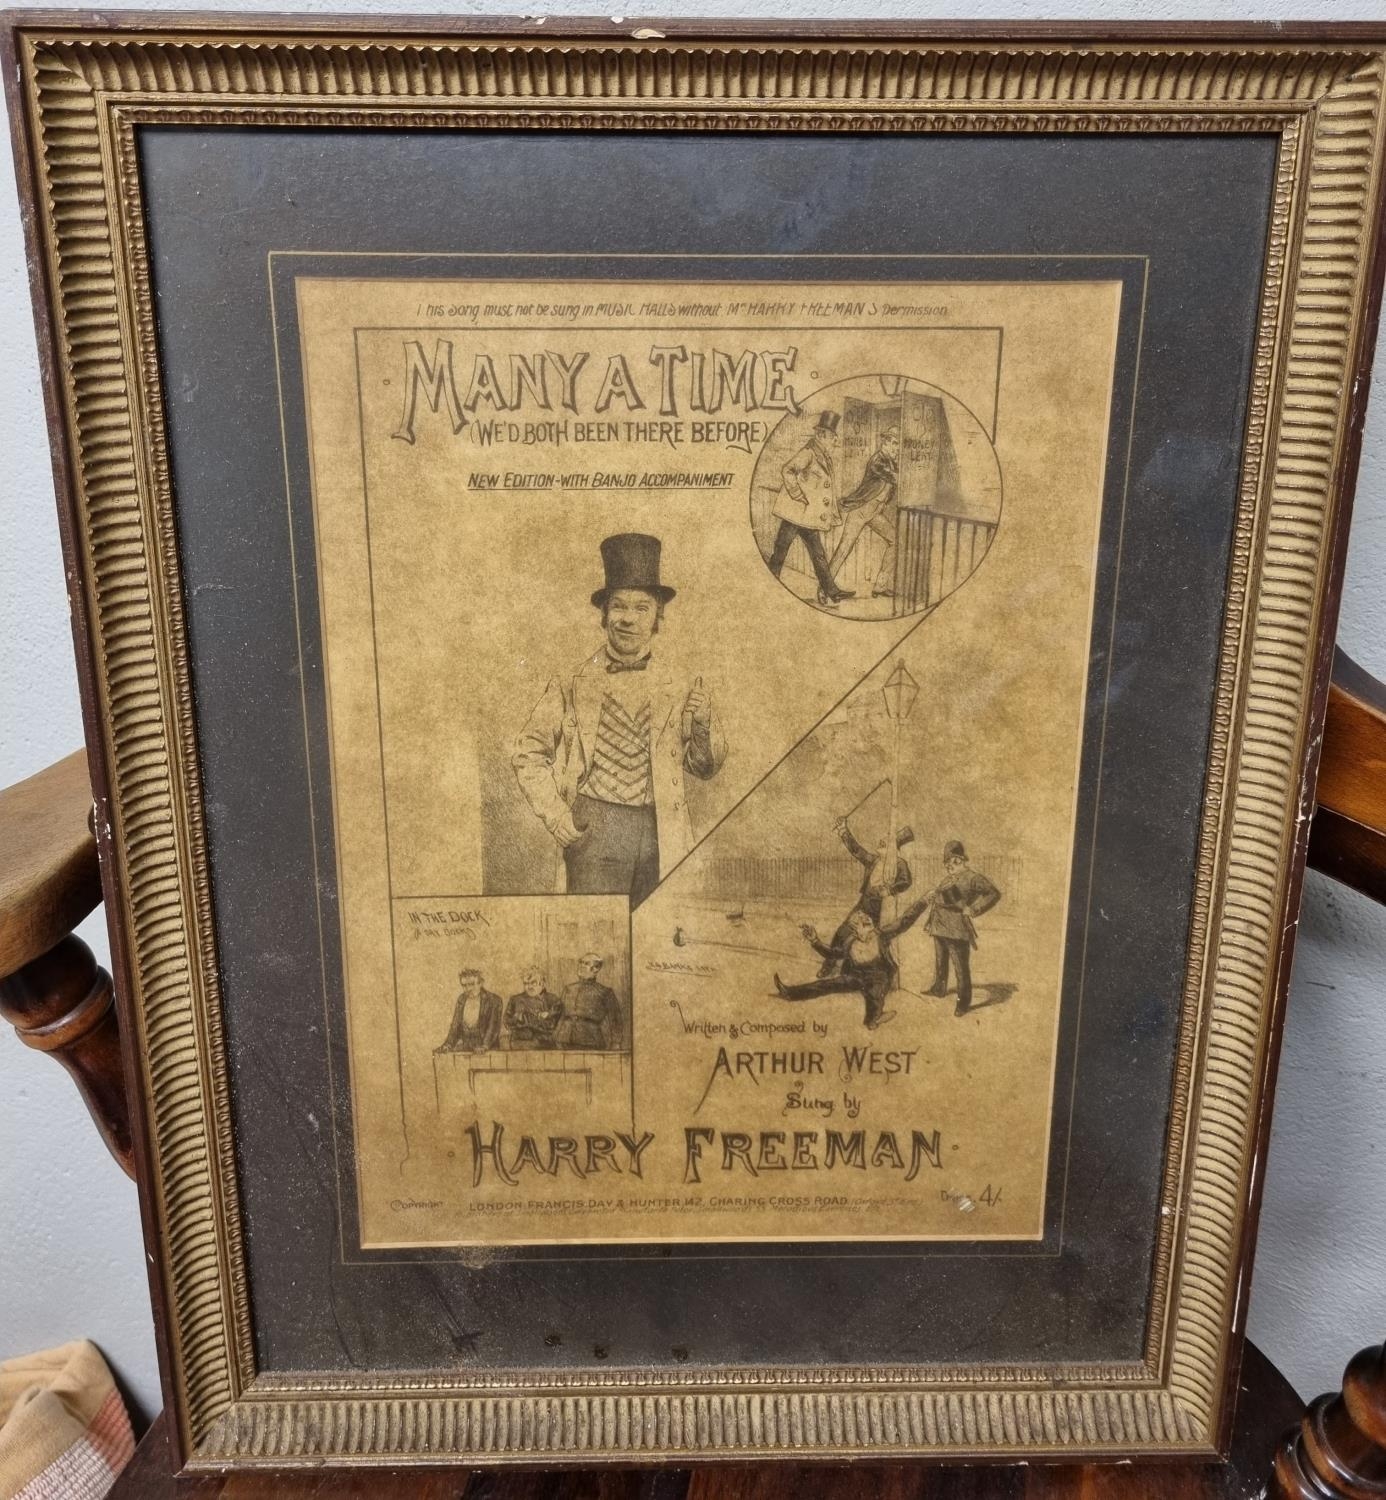 This song must not be sung in MUSIC HALLS without Mr HARRY FREEMAN'S permission
MANY A TIME
(WE'D BOTH BEEN THERE BEFORE)
NEW EDITION-WITH BANJO ACCOMPANIMENT
MONEY
LENT
IN THE DOCK
Written & Composed by
ARTHUR WEST
Sung by
HARRY FREEMAN
COPYRIGHT LONDON, FRANCIS, DAY & HUNTER 142, CHARING CROSS ROAD 4/-